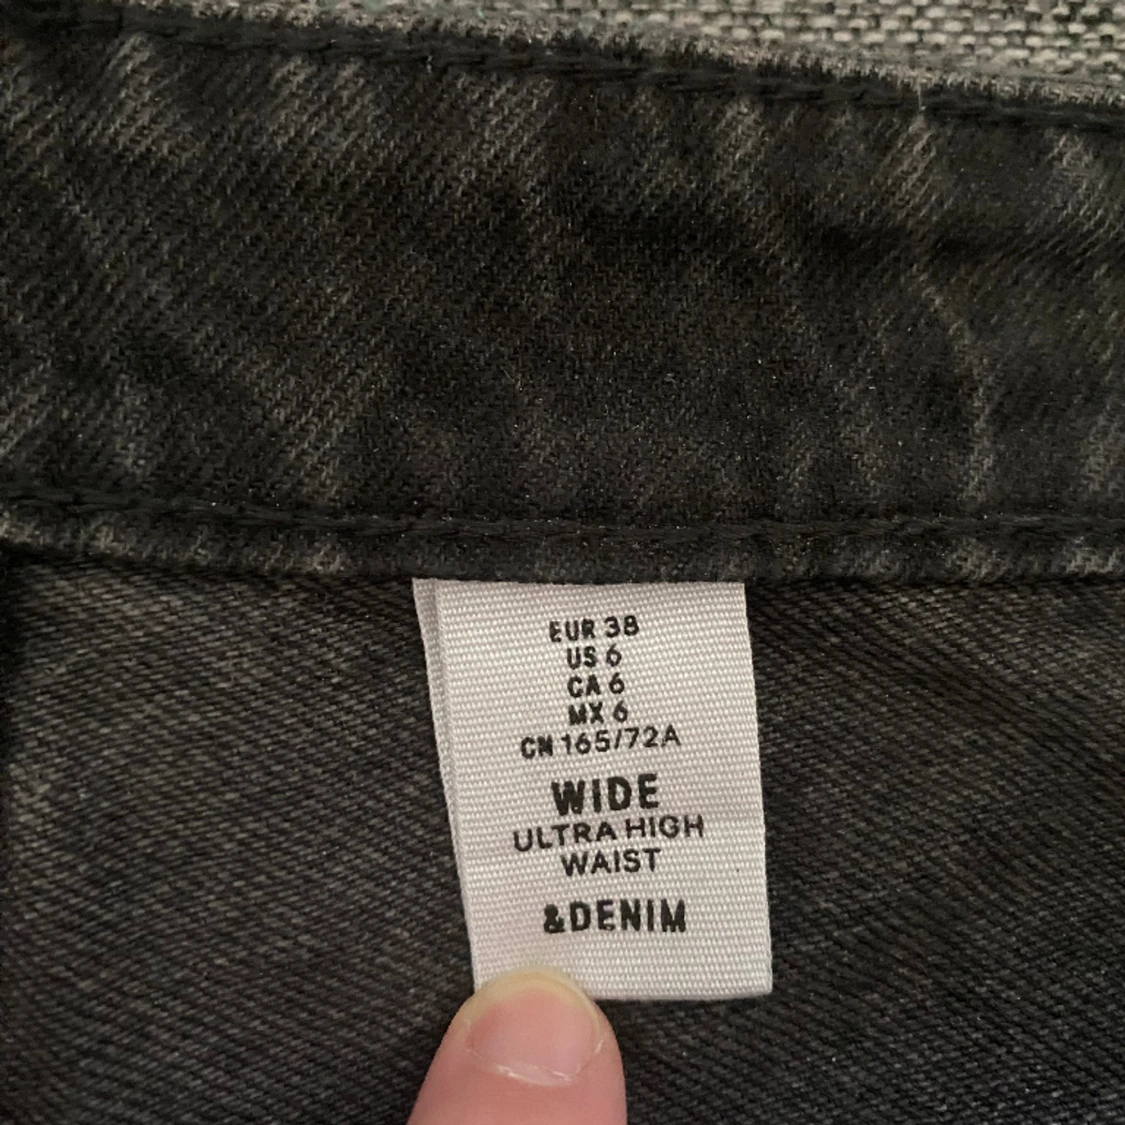 EUR 38
US 6
CA 6
MX 6
CN 165/72A
WIDE
ULTRA HIGH
WAIST
&DENIM